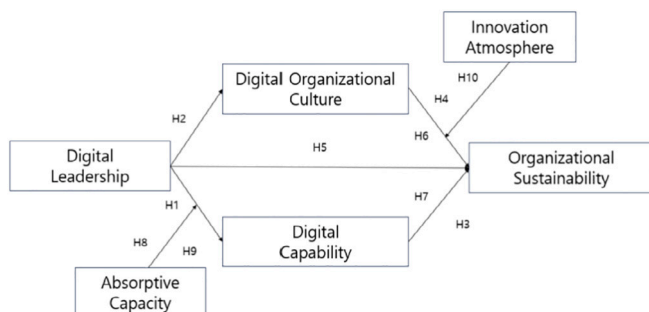 Innovation
Atmosphere
H10
Digital Organizational
Culture
H4
H2
H6
Digital
Leadership
H5
Organizational
Sustainability
H1
H7
Digital
Capability
H3
H8
H9
Absorptive
Capacity